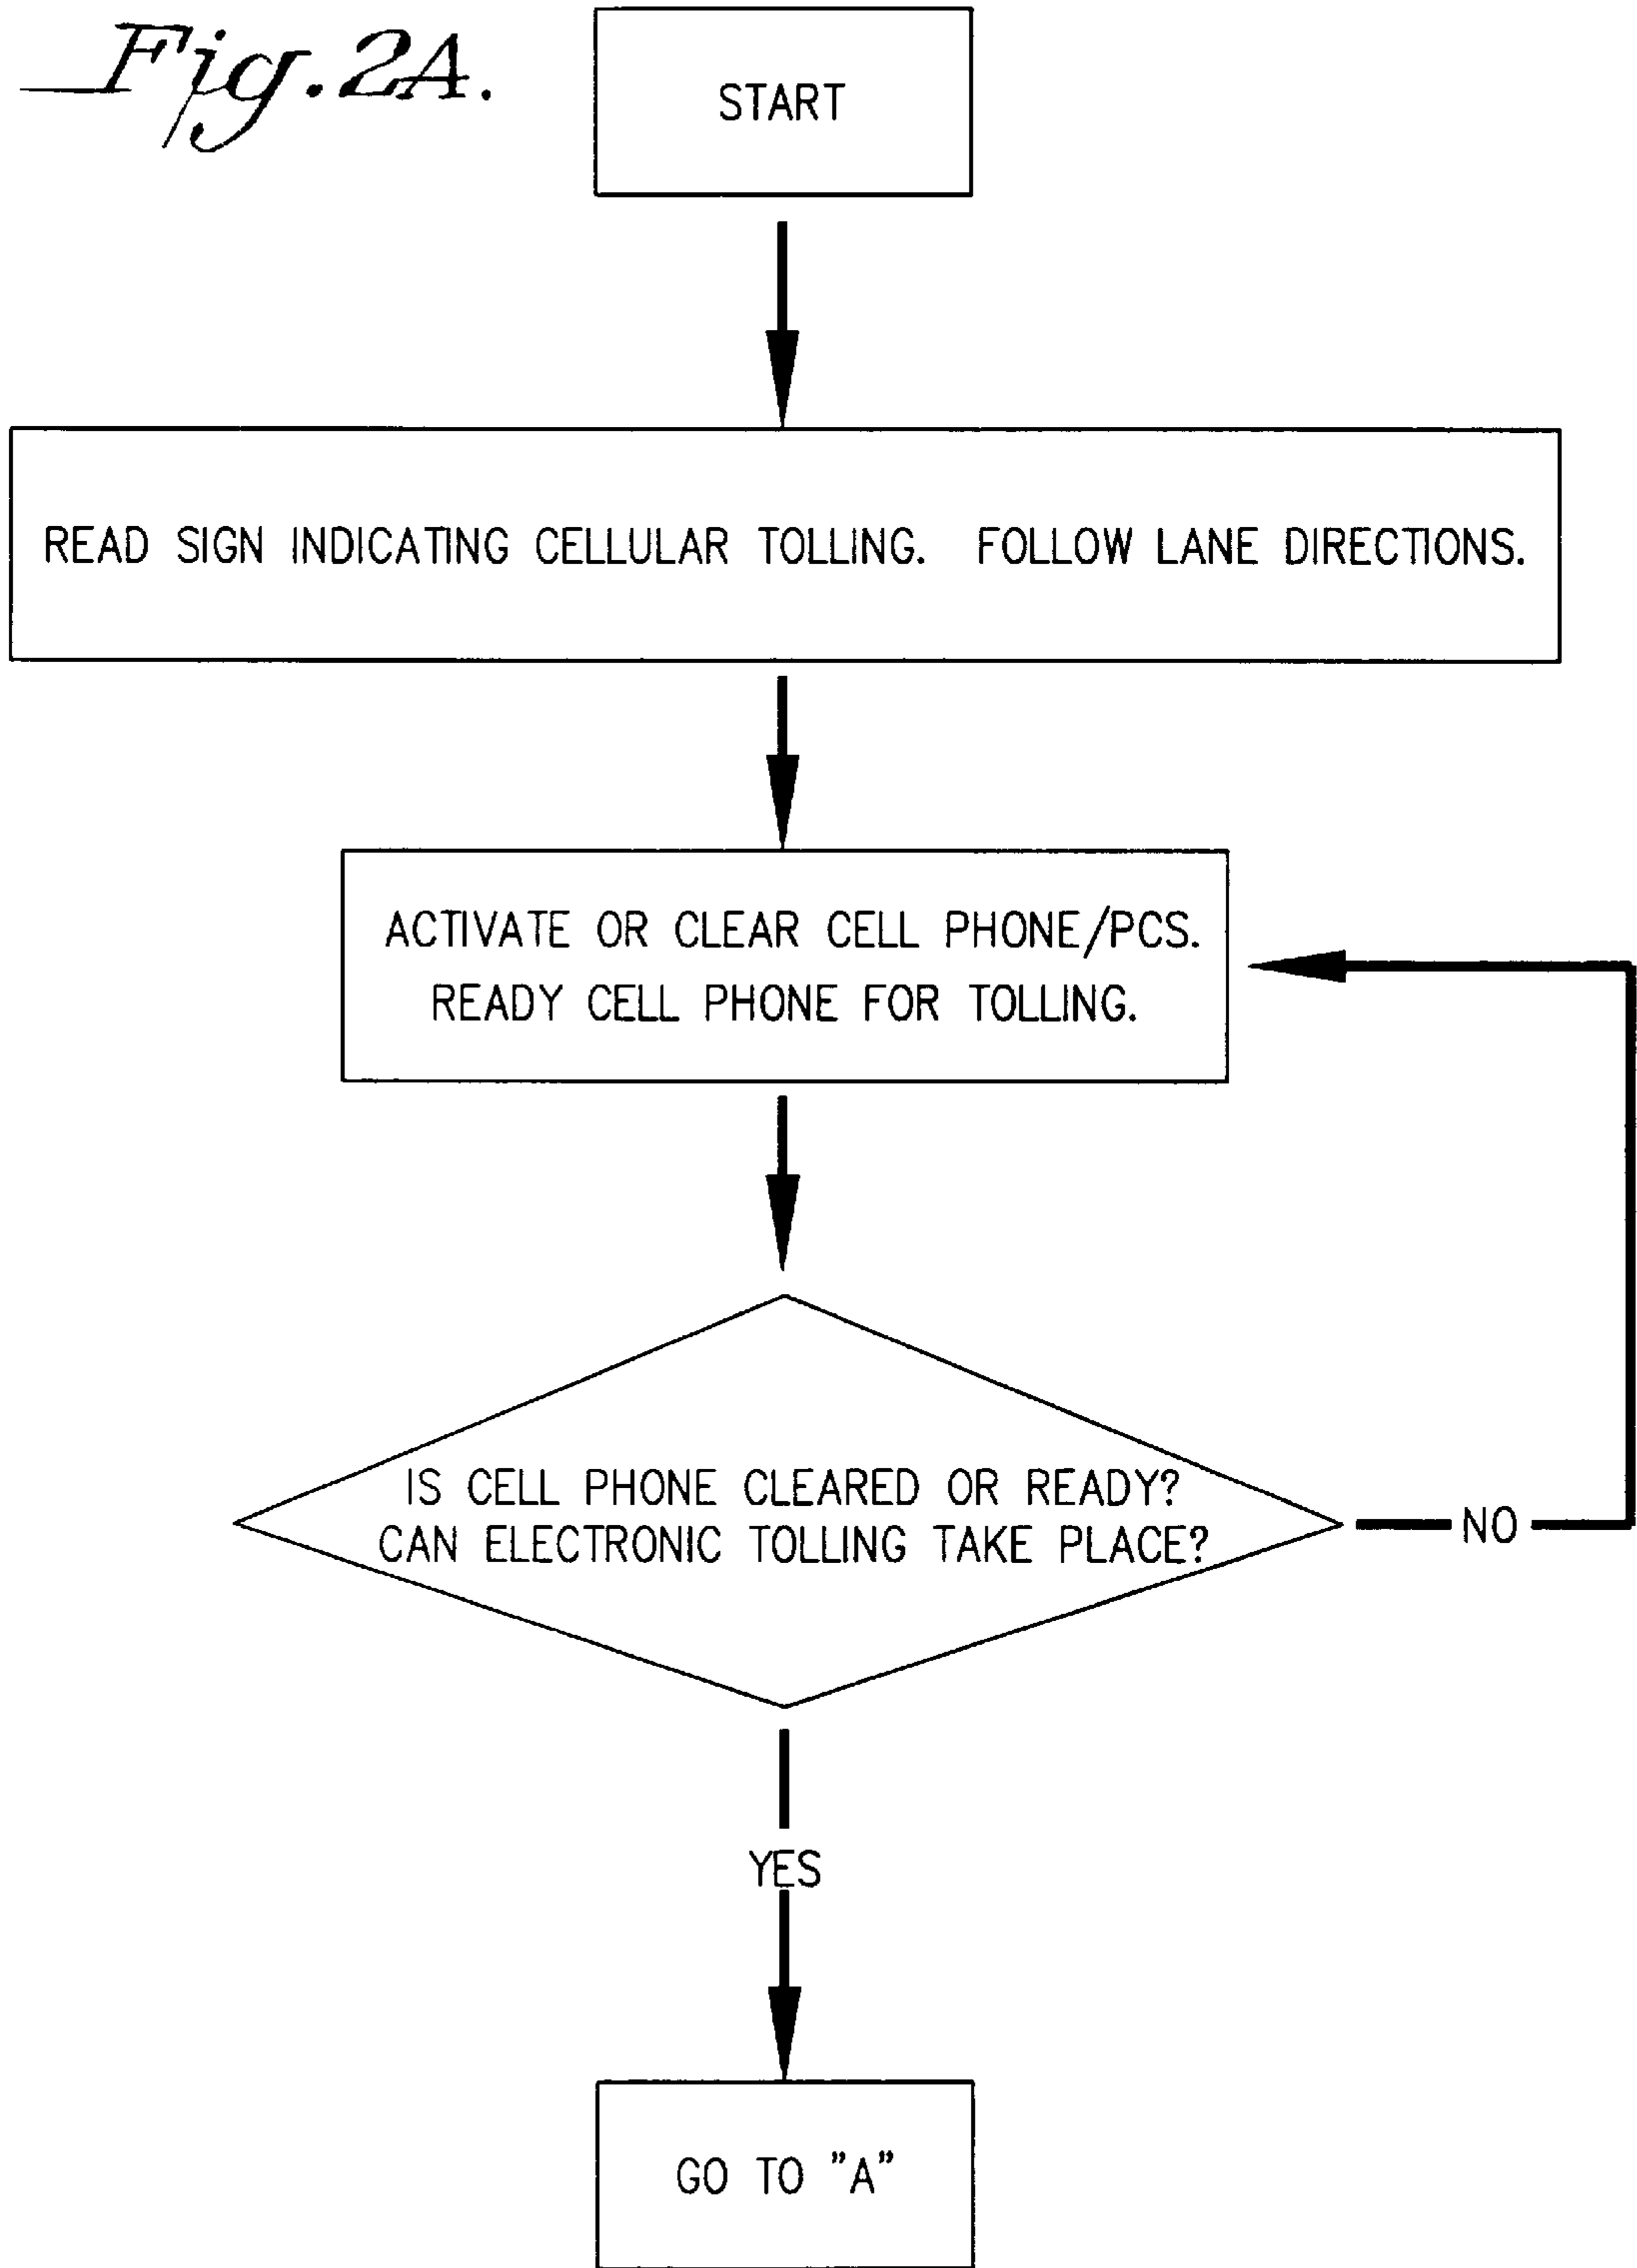 Fig. 2A.
START
READ SIGN INDICATING CELLULAR TOLLING. FOLLOW LANE DIRECTIONS.
ACTIVATE OR CLEAR CELL PHONE/PCS.
READY CELL PHONE FOR TOLLING.
IS CELL PHONE CLEARED OR READY?
CAN ELECTRONIC TOLLING TAKE PLACE?
NO
YES
GO TO "A"